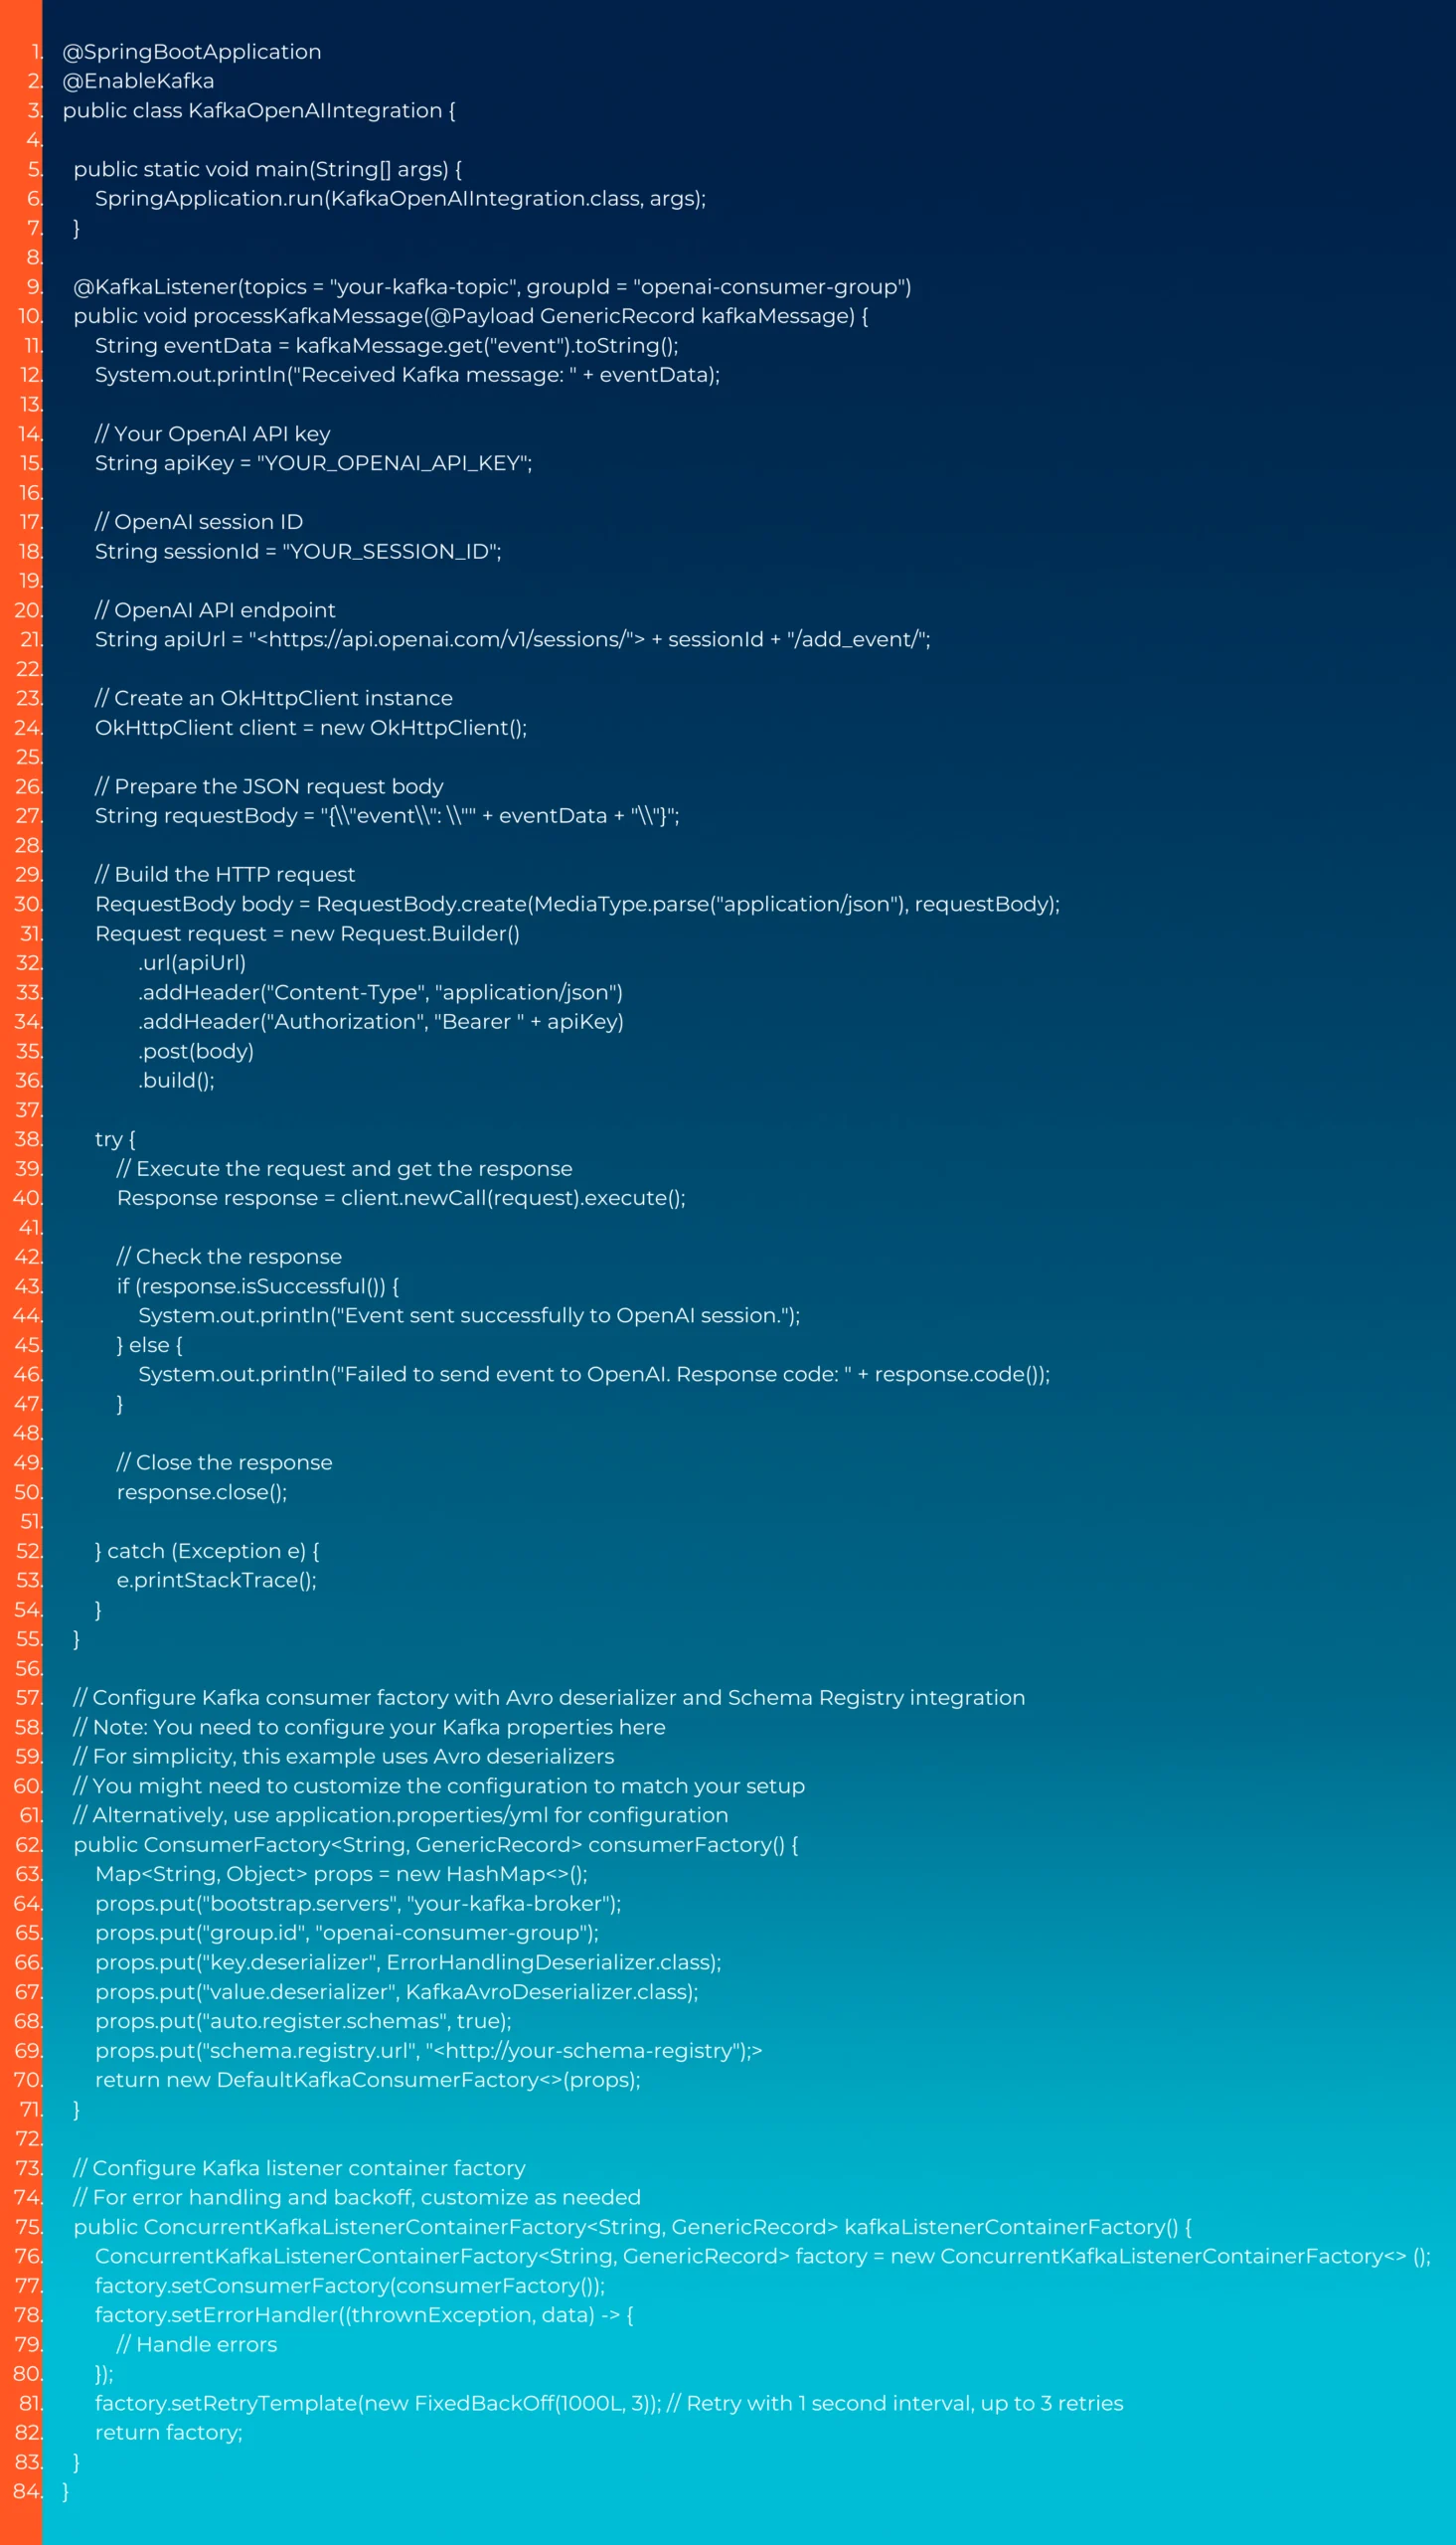 1. @SpringBootApplication
2. @EnableKafka
3. public class KafkaOpenAIIntegration {
4.
5. public static void main(String[] args) {
6. SpringApplication.run(KafkaOpenAIIntegration.class, args);
7. }
8.
9. @KafkaListener(topics = "your-kafka-topic", groupId = "openai-consumer-group")
10. public void processKafkaMessage(@Payload GenericRecord kafkaMessage) {
11. String eventData = kafkaMessage.get("event").toString();
12. System.out.println("Received Kafka message: " + eventData);
13.
14. // Your OpenAI API key
15. String apiKey = "YOUR_OPENAI_API_KEY";
16.
17. // OpenAI session ID
18. String sessionId = "YOUR_SESSION_ID";
19.
20. // OpenAI API endpoint
21. String apiUrl = "<https://api.openai.com/v1/sessions/"> + sessionId + "/add_event/";
22.
23. // Create an OkHttpClient instance
24. OkHttpClient client = new OkHttpClient();
25.
26. // Prepare the JSON request body
27. String requestBody = "{\\"event\\": \\"" + eventData + "\\"}";
28.
29. // Build the HTTP request
30. RequestBody body = RequestBody.create(MediaType.parse("application/json"), requestBody);
31. Request request = new Request.Builder()
32. .url(apiUrl)
33. .addHeader("Content-Type", "application/json")
34. .addHeader("Authorization", "Bearer " + apiKey)
35. .post(body)
36. .build();
37.
38. try {
39. // Execute the request and get the response
40. Response response = client.newCall(request).execute();
41.
42. // Check the response
43. if (response.isSuccessful()) {
44. System.out.println("Event sent successfully to OpenAI session.");
45. } else {
46. System.out.println("Failed to send event to OpenAI. Response code: " + response.code());
47. }
48.
49. // Close the response
50. response.close();
51.
52. } catch (Exception e) {
53. e.printStackTrace();
54. }
55. }
56.
57. // Configure Kafka consumer factory with Avro deserializer and Schema Registry integration
58. // Note: You need to configure your Kafka properties here
59. // For simplicity, this example uses Avro deserializers
60. // You might need to customize the configuration to match your setup
61. // Alternatively, use application.properties/yml for configuration
62. public ConsumerFactory<String, GenericRecord> consumerFactory() {
63. Map<String, Object> props = new HashMap<>();
64. props.put("bootstrap.servers", "your-kafka-broker");
65. props.put("group.id", "openai-consumer-group");
66. props.put("key.deserializer", ErrorHandlingDeserializer.class);
67. props.put("value.deserializer", KafkaAvroDeserializer.class);
68. props.put("auto.register.schemas", true);
69. props.put("schema.registry.url", "<http://your-schema-registry");>
70. return new DefaultKafkaConsumerFactory<>(props);
71. }
72.
73. // Configure Kafka listener container factory
74. // For error handling and backoff, customize as needed
75. public ConcurrentKafkaListenerContainerFactory<String, GenericRecord> kafkaListenerContainerFactory() {
76. ConcurrentKafkaListenerContainerFactory<String, GenericRecord> factory = new ConcurrentKafkaListenerContainerFactory<> ();
77. factory.setConsumerFactory(consumerFactory());
78. factory.setErrorHandler((thrownException, data) -> {
79. // Handle errors
80. });
81. factory.setRetryTemplate(new FixedBackOff(1000L, 3)); // Retry with 1 second interval, up to 3 retries
82. return factory;
83. }
84. }